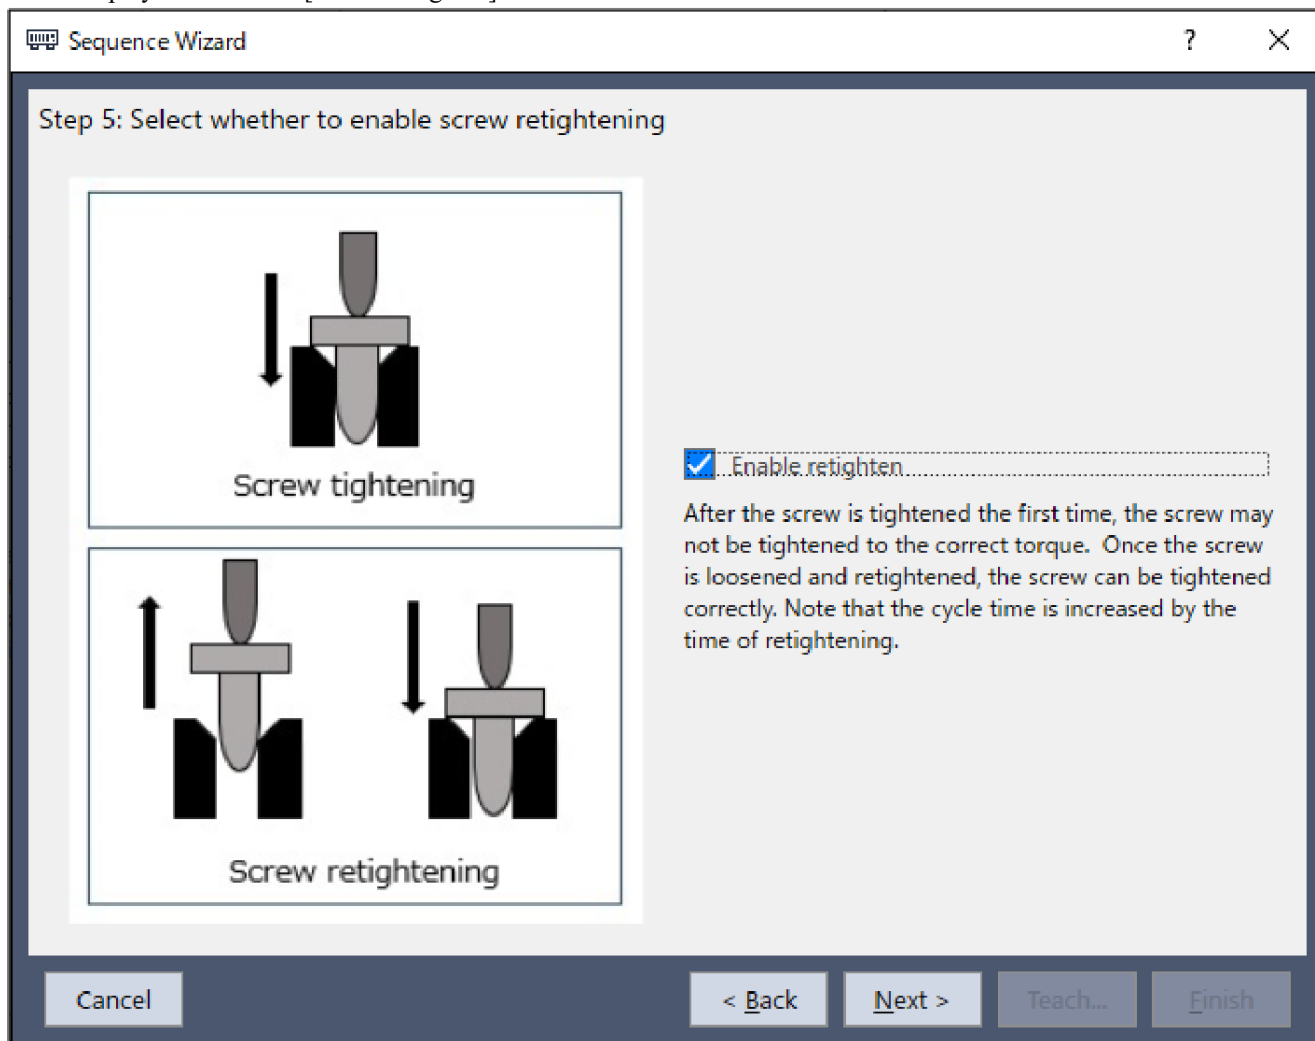 Sequence Wizard
?
Step 5: Select whether to enable screw retightening
Screw tightening
Screw retightening
Enable retighten
After the screw is tightened the first time, the screw may
not be tightened to the correct torque.  Once the screw
is loosened and retightened, the screw can be tightened
correctly. Note that the cycle time is increased by the
time of retightening.
Cancel
< Back
Next >
Teach...
Finish